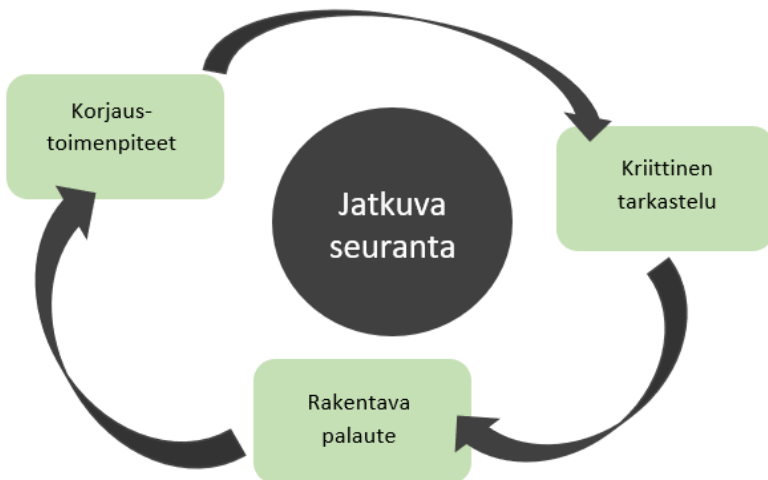 Korjaus-
toimenpiteet
Jatkuva
seuranta
Kriittinen
tarkastelu
Rakentava
palaute